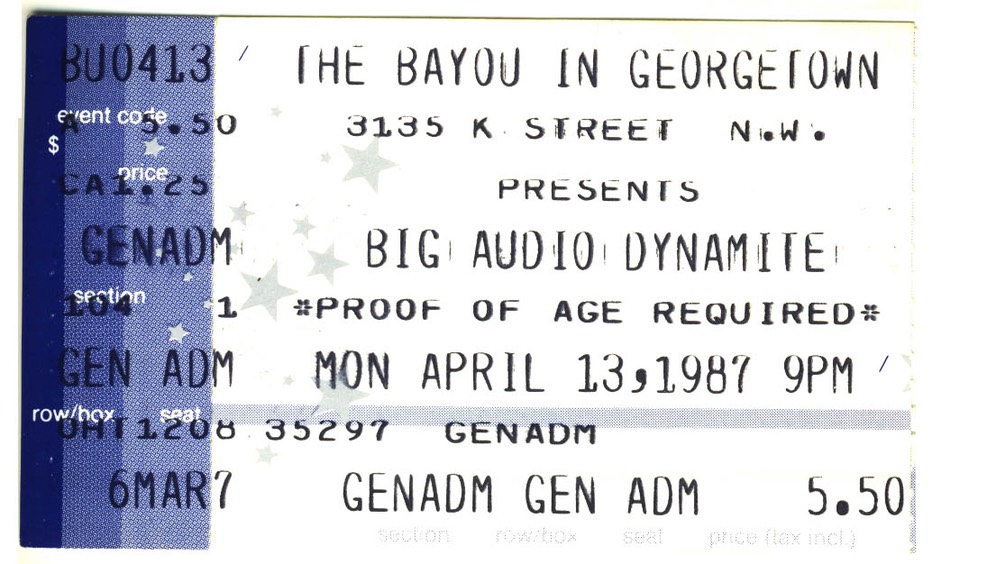 BU0413 THE BAYOU IN GEORGETOWN
event code
A 5.50 3135 K STREET N.W.
$
price
CA1.25 PRESENTS
GENADM BIG AUDIO DYNAMITE
section
104 1 *PROOF OF AGE REQUIRED*
GEN ADM MON APRIL 13,1987 9PM
row/box seat
UHT1208 35297 GENADM
6MAR7 GENADM GEN ADM 5.50
section row/box seat price (tax incl.)